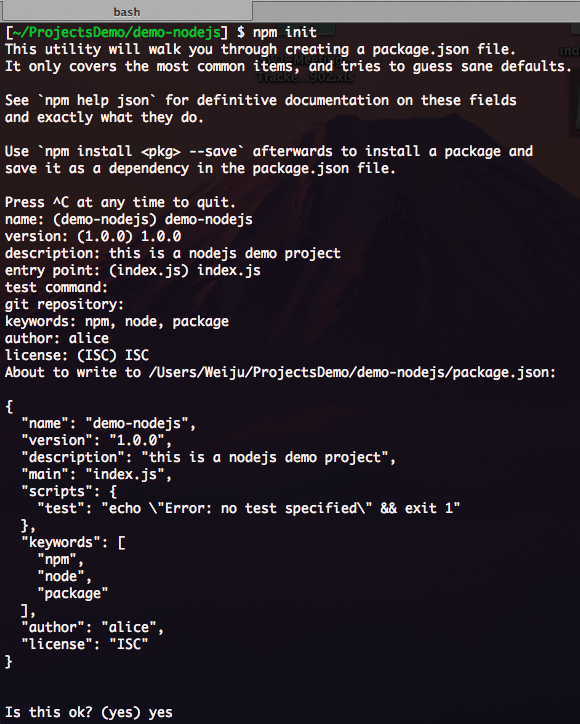 bash
[~/ProjectsDemo/demo-nodejs] $ npm init
This utility will walk you through creating a package.json file.
It only covers the most common items, and tries to guess sane defaults.

See `npm help json` for definitive documentation on these fields
and exactly what they do.

Use `npm install <pkg> --save` afterwards to install a package and
save it as a dependency in the package.json file.

Press ^C at any time to quit.
name: (demo-nodejs) demo-nodejs
version: (1.0.0) 1.0.0
description: this is a nodejs demo project
entry point: (index.js) index.js
test command:
git repository:
keywords: npm, node, package
author: alice
license: (ISC) ISC
About to write to /Users/Weiju/ProjectsDemo/demo-nodejs/package.json:

{
  "name": "demo-nodejs",
  "version": "1.0.0",
  "description": "this is a nodejs demo project",
  "main": "index.js",
  "scripts": {
    "test": "echo \"Error: no test specified\" && exit 1"
  },
  "keywords": [
    "npm",
    "node",
    "package"
  ],
  "author": "alice",
  "license": "ISC"
}


Is this ok? (yes) yes